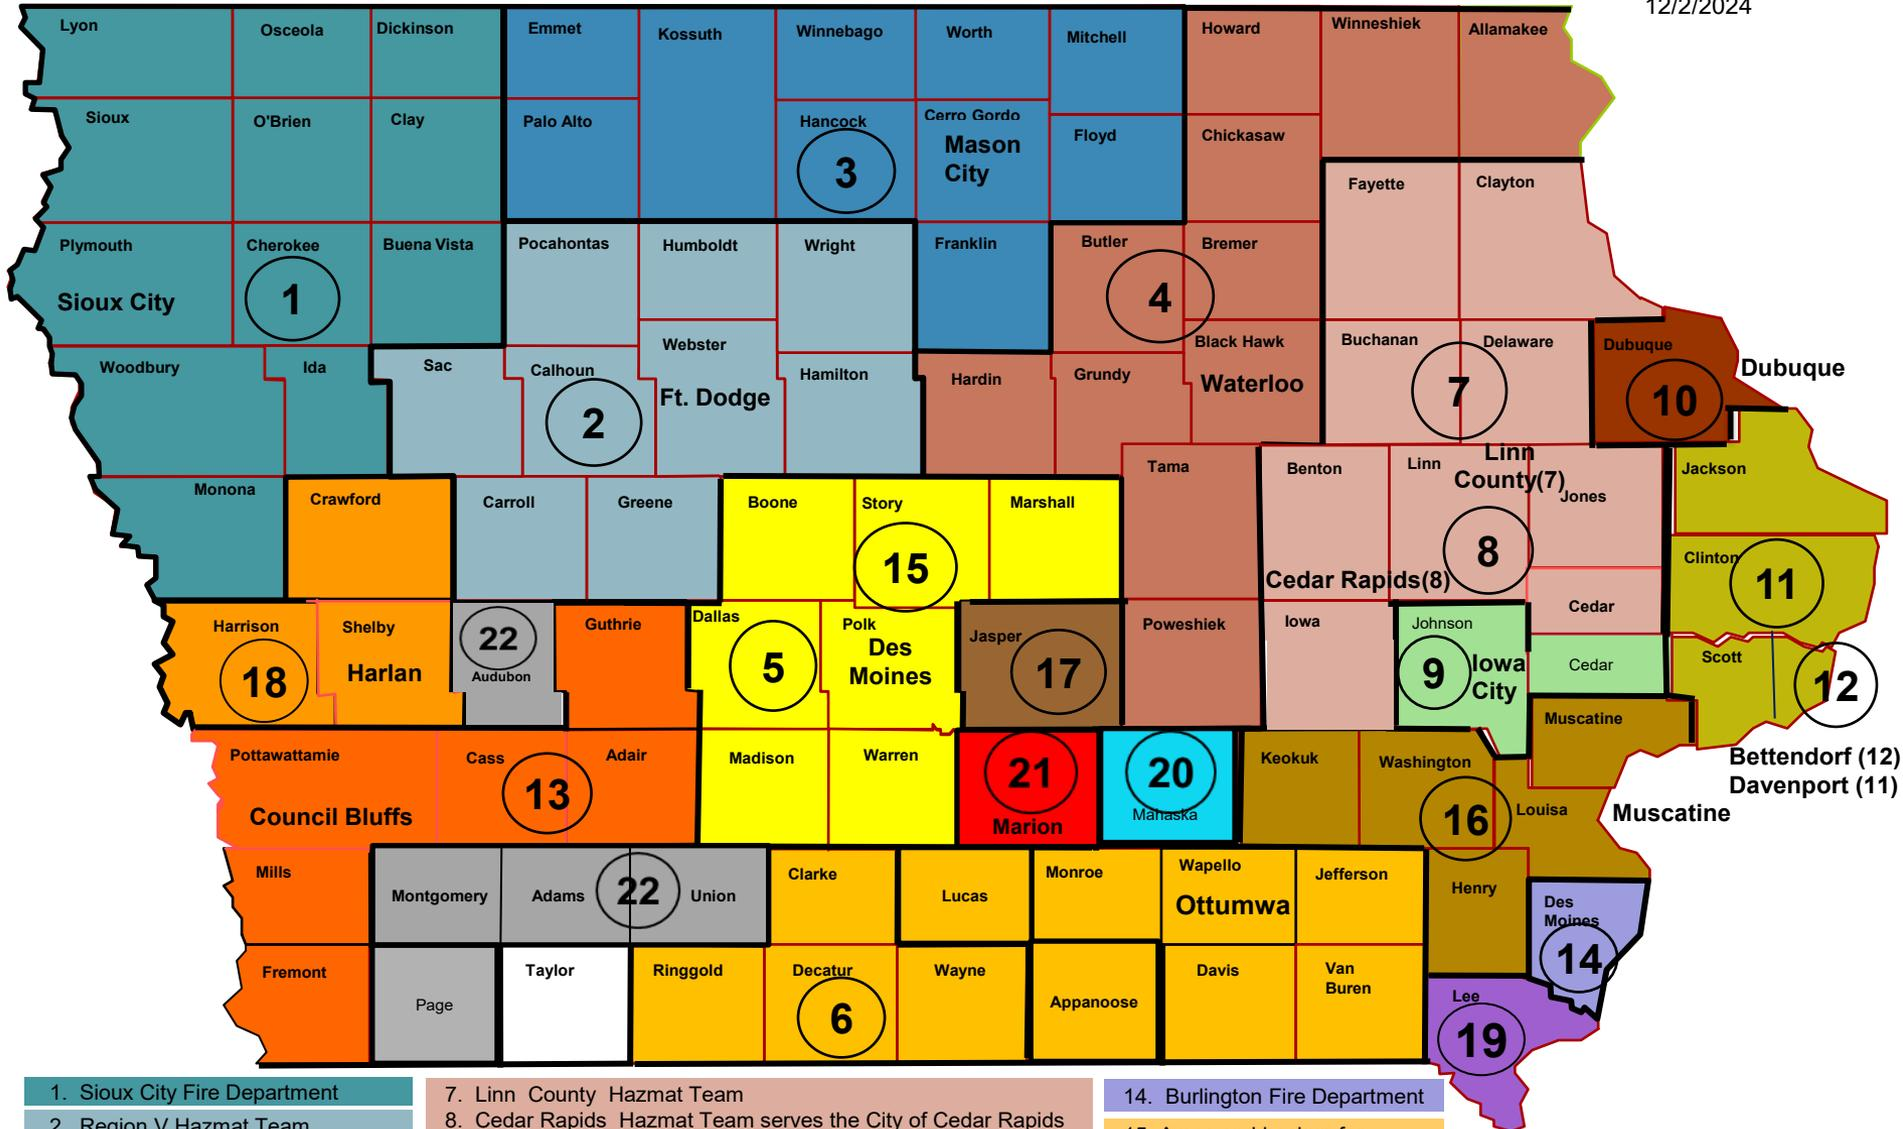 12/2/2024
Lyon
Osceola
Dickinson
Emmet
Kossuth
Winnebago
Worth
Mitchell
Howard
Winneshiek
Allamakee
Sioux
O'Brien
Clay
Palo Alto
Hancock
3
Cerro Gordo
Mason
City
Floyd
Chickasaw
Fayette
Clayton
Plymouth
Sioux City
Cherokee
1
Buena Vista
Pocahontas
Humboldt
Wright
Franklin
Butler
4
Bremer
Woodbury
Ida
Sac
Calhoun
2
Webster
Ft. Dodge
Hamilton
Hardin
Grundy
Black Hawk
Waterloo
Buchanan
7
Delaware
Dubuque
10
Dubuque
Monona
Crawford
Carroll
Greene
Boone
Story
15
Marshall
Tama
Benton
Linn
Linn
County(7)
Jones
8
Cedar Rapids(8)
Jackson
Clinton
11
Harrison
18
Shelby
Harlan
22
Audubon
Guthrie
Dallas
5
Polk
Des
Moines
Jasper
17
Poweshiek
Iowa
Johnson
9
Iowa
City
Cedar
Cedar
Scott
12
Bettendorf (12)
Davenport (11)
Pottawattamie
Council Bluffs
Cass
13
Adair
Madison
Warren
21
Marion
20
Mahaska
Keokuk
Washington
16
Louisa
Muscatine
Muscatine
Mills
Montgomery
Adams
22
Union
Clarke
Lucas
Monroe
Wapello
Ottumwa
Jefferson
Henry
Des
Moines
14
Fremont
Page
Taylor
Ringgold
Decatur
6
Wayne
Appanoose
Davis
Van
Buren
Lee
19
1. Sioux City Fire Department
2. Region V Hazmat Team
7. Linn County Hazmat Team
8. Cedar Rapids Hazmat Team serves the City of Cedar Rapids
14. Burlington Fire Department